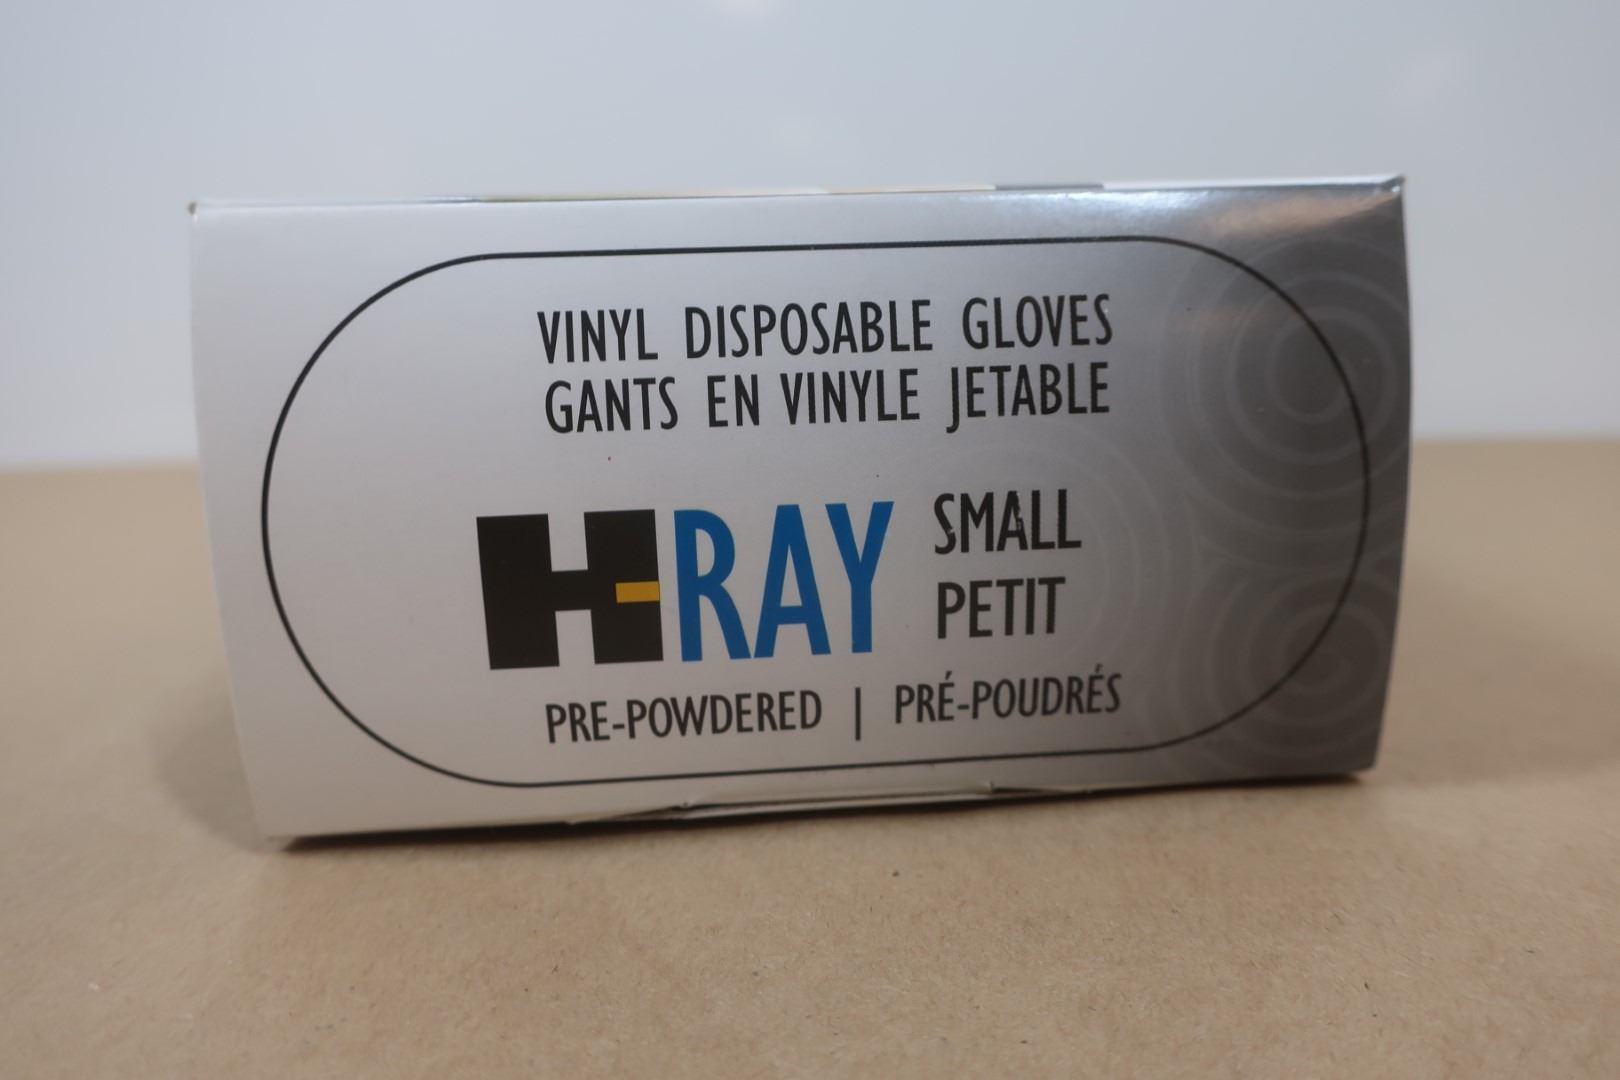 VINYL DISPOSABLE GLOVES
GANTS EN VINYLE JETABLE
H-RAY
SMALL
PETIT
PRE-POWDERED | PRÉ-POUDRÉS